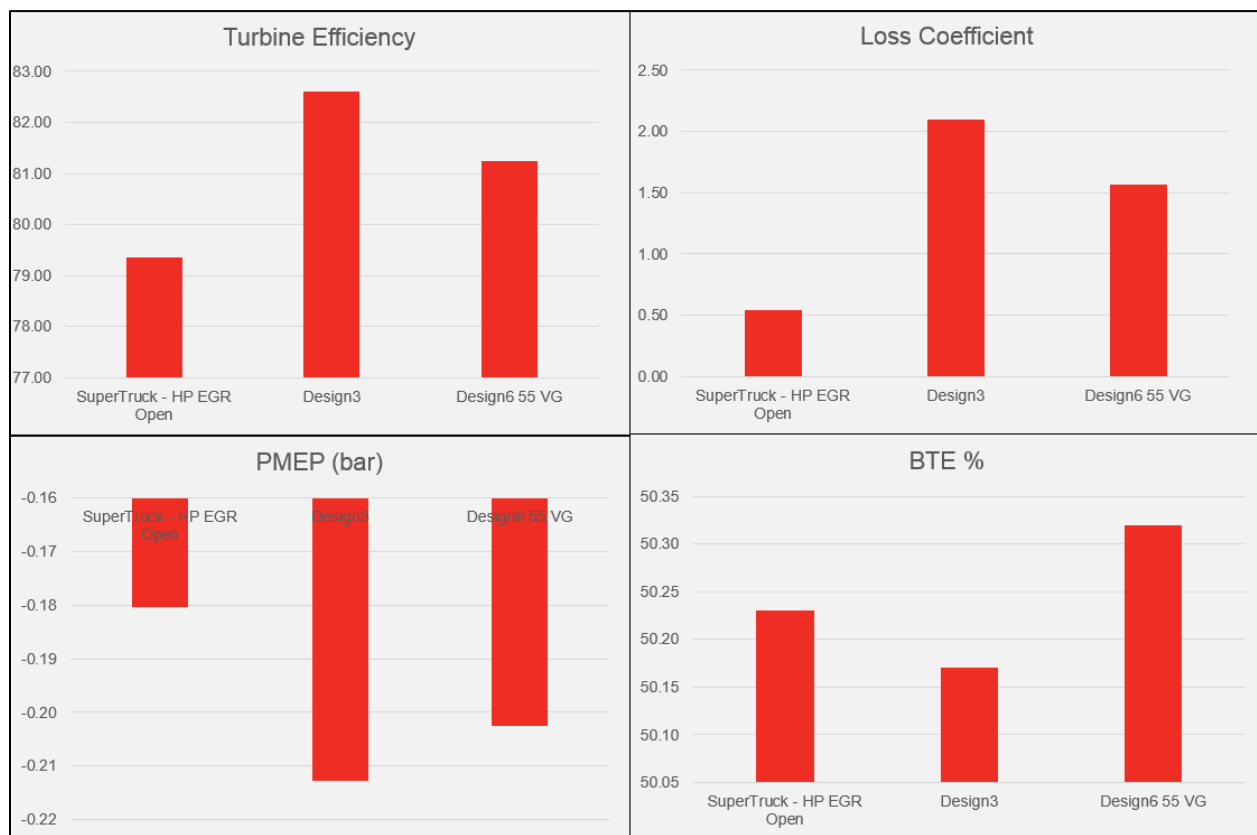 Turbine Efficiency
83.00
82.00
81.00
80.00
79.00
78.00
77.00
SuperTruck - HP EGR
Open
Design3
Design6 55 VG
Loss Coefficient
2.50
2.00
1.50
1.00
0.50
0.00
SuperTruck - HP EGR
Open
Design3
Design6 55 VG
PMEP (bar)
-0.16
-0.17
-0.18
-0.19
-0.20
-0.21
-0.22
SuperTruck - HP EGR
Open
Design3
Design6 55 VG
BTE %
50.35
50.30
50.25
50.20
50.15
50.10
50.05
SuperTruck - HP EGR
Open
Design3
Design6 55 VG